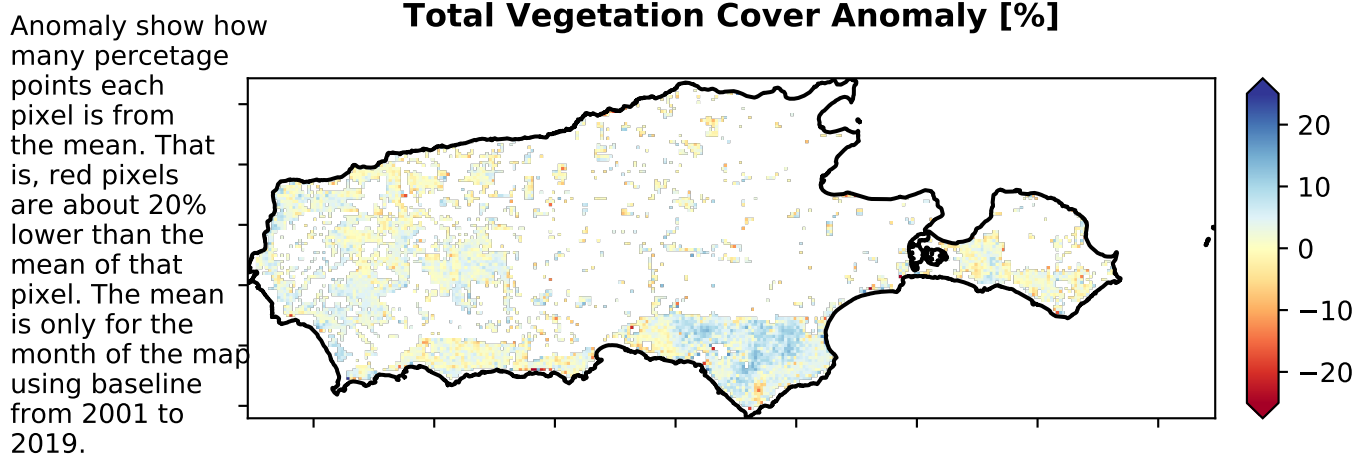 Total Vegetation Cover Anomaly [%]
Anomaly show how
many percetage
points each
pixel is from
the mean. That
is, red pixels
are about 20%
lower than the
mean of that
pixel. The mean
is only for the
month of the map
using baseline
from 2001 to
2019.
20
10
0
−10
−20